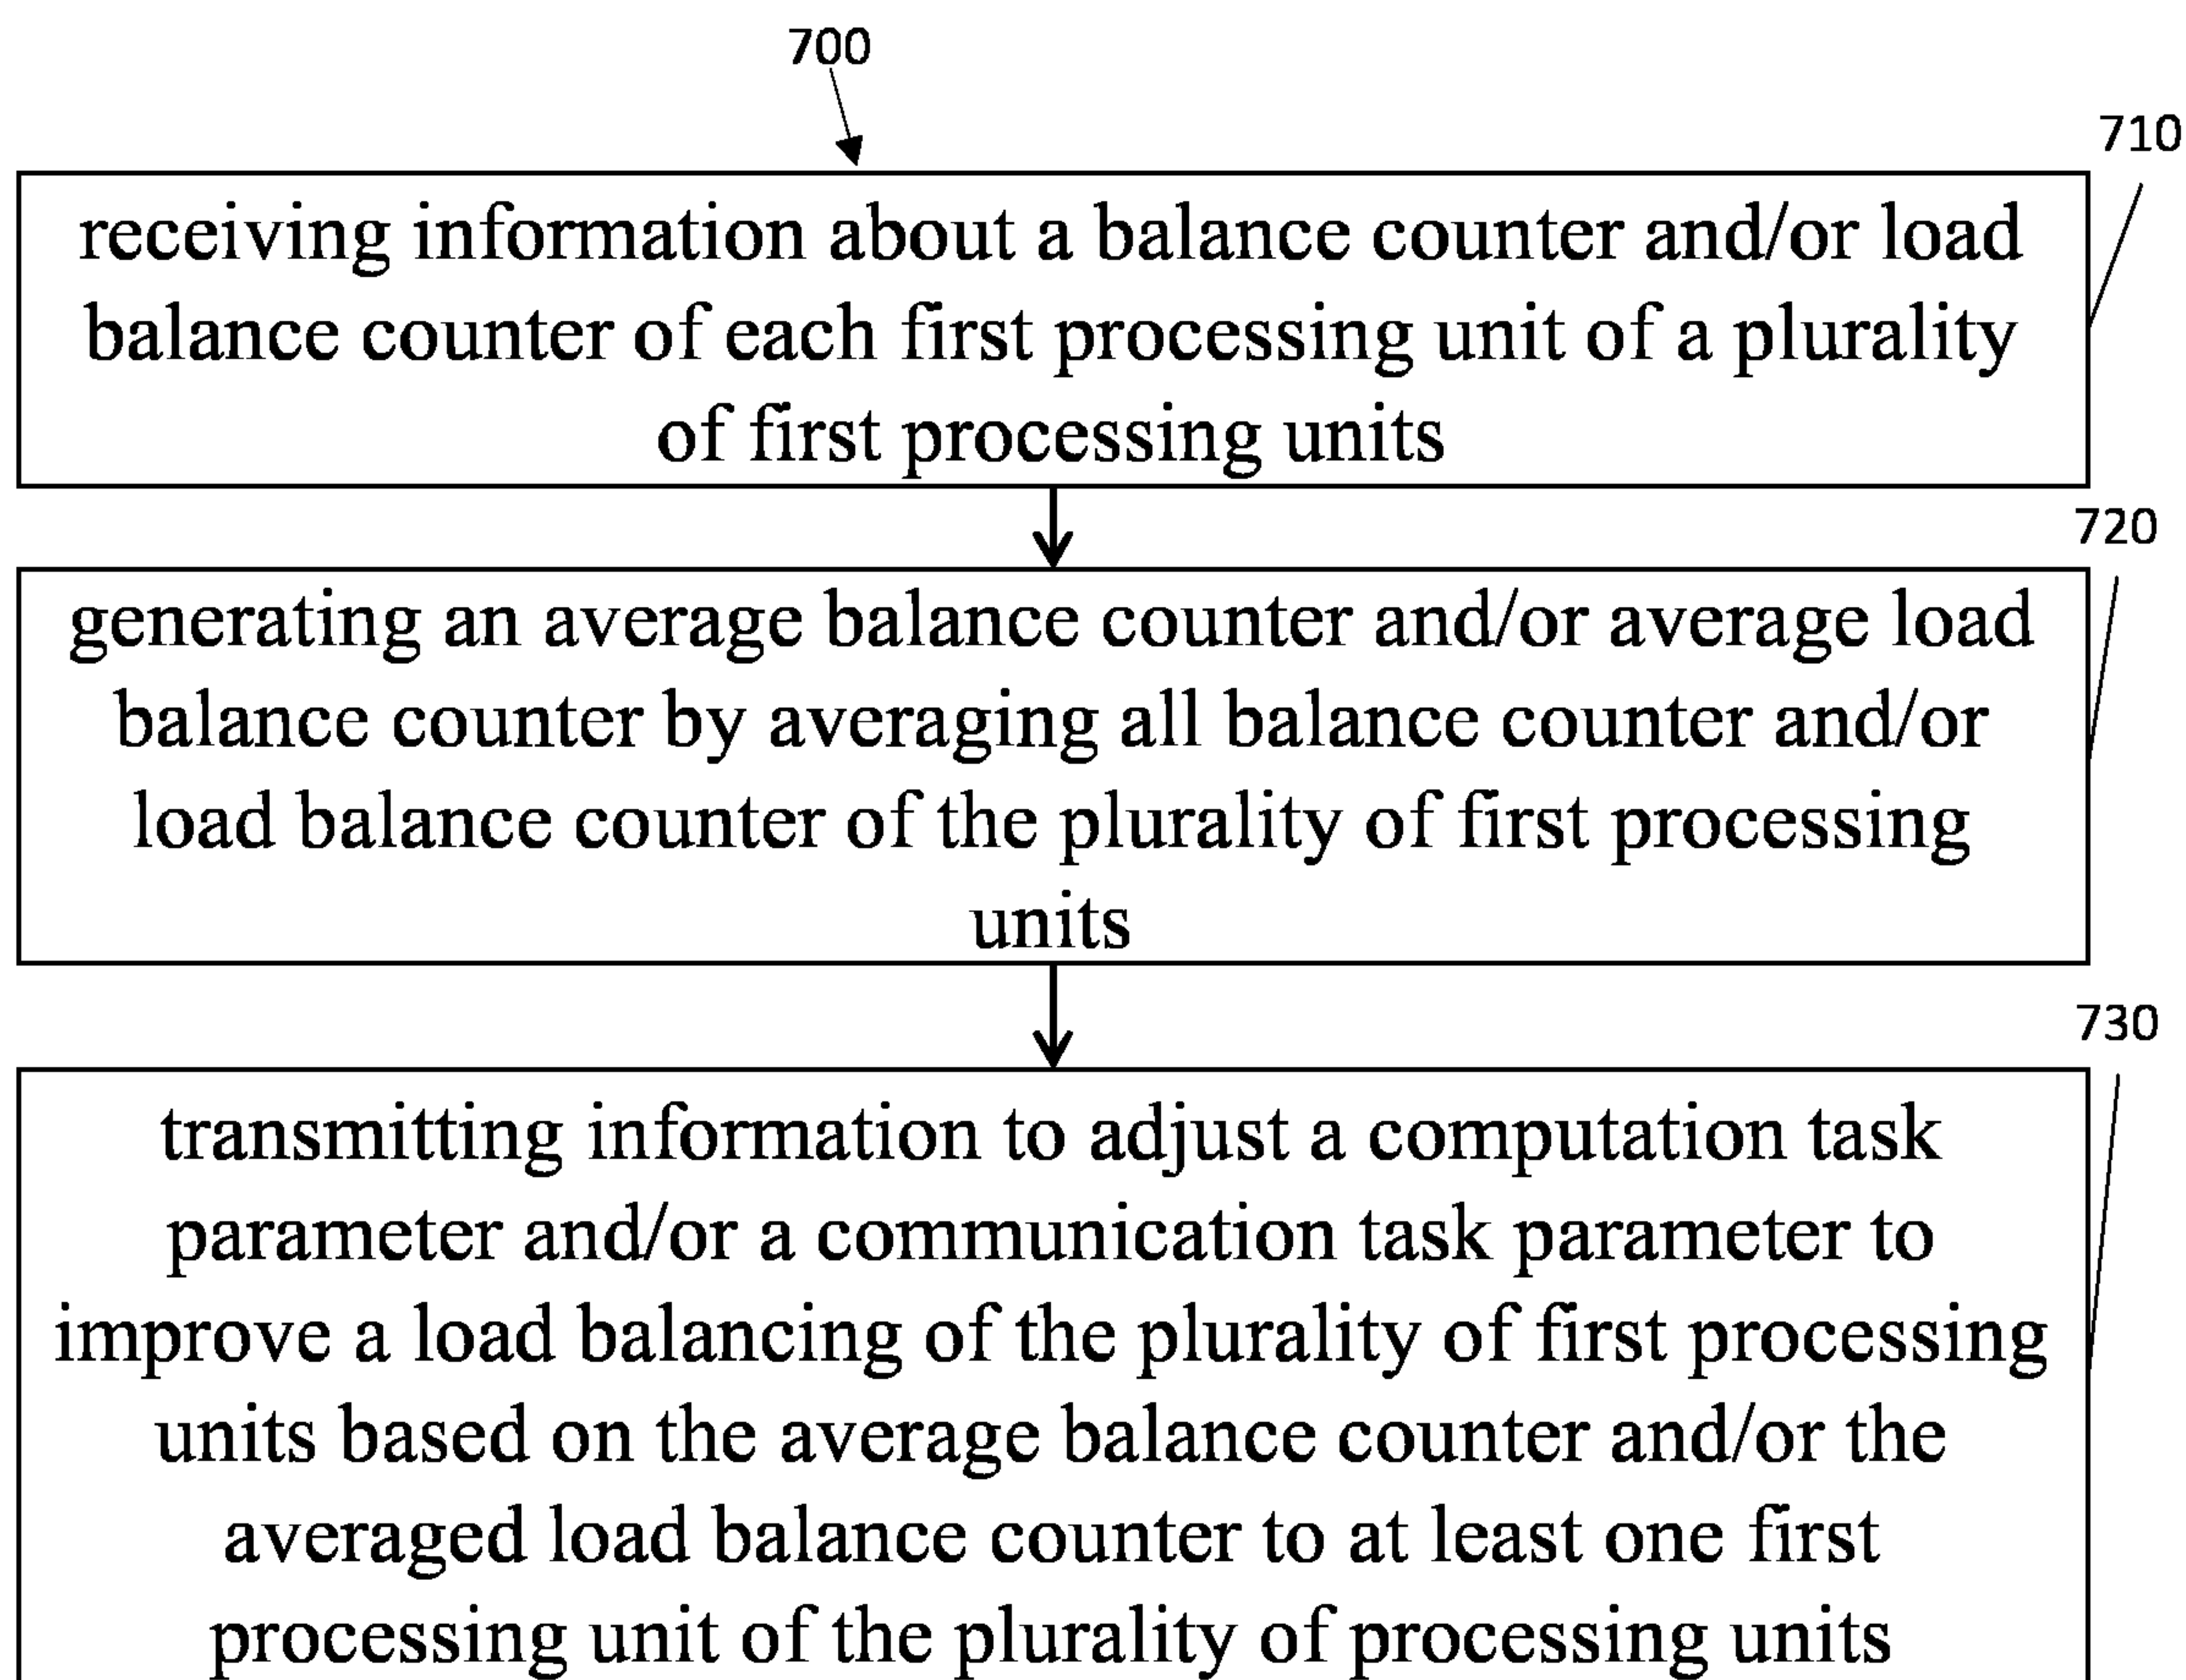 700
710
receiving information about a balance counter and/or load
balance counter of each first processing unit of a plurality
of first processing units
720
generating an average balance counter and/or average load
balance counter by averaging all balance counter and/or
load balance counter of the plurality of first processing
units
730
transmitting information to adjust a computation task
parameter and/or a communication task parameter to
improve a load balancing of the plurality of first processing
units based on the average balance counter and/or the
averaged load balance counter to at least one first
processing unit of the plurality of processing units